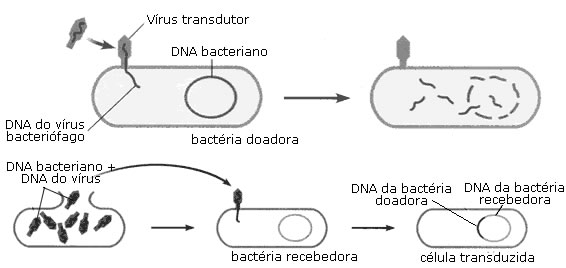 Vírus transdutor
DNA bacteriano
DNA do vírus
bacteriófago
bactéria doadora
DNA bacteriano +
DNA do vírus
bactéria recebedora
DNA da bactéria
doadora
DNA da bactéria
recebedora
célula transduzida